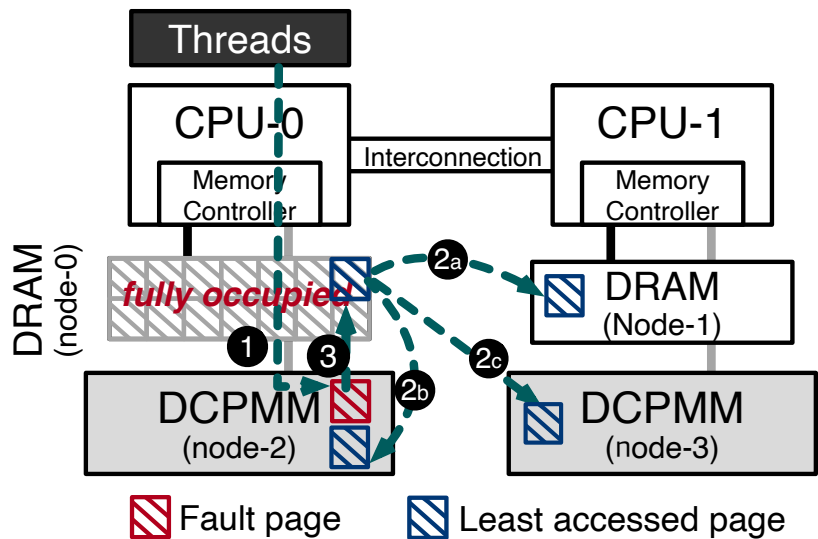 Threads
CPU-0
CPU-1
Interconnection
Memory
Controller
Memory
Controller
DRAM
(node-0)
fully occupied
2a
DRAM
(Node-1)
1
3
2b
2c
DCPMM
(node-2)
DCPMM
(node-3)
Fault page
Least accessed page